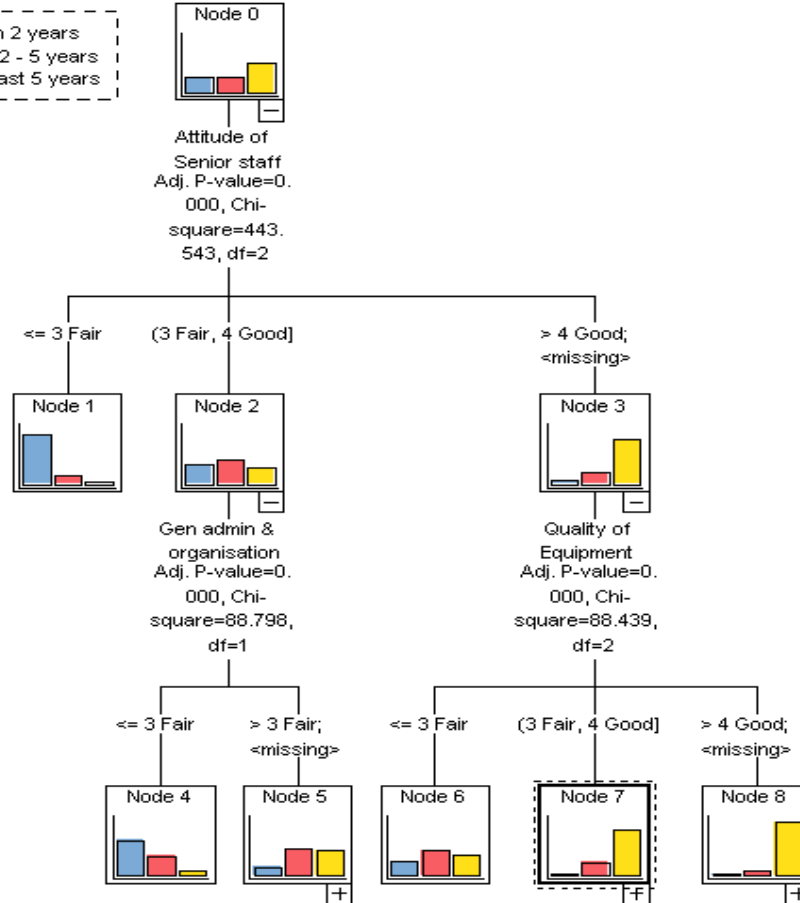 Node 0
2 years
2 - 5 years
5 years
Attitude of
Senior staff
Adj. P-value=0.
000, Chi-
square=443.
543, df=2
<= 3 Fair
(3 Fair, 4 Good]
> 4 Good;
<missing>
Node 1
Node 2
Node 3
Gen admin &
organisation
Adj. P-value=0.
000, Chi-
square=88.798,
df=1
Quality of
Equipment
Adj. P-value=0.
000, Chi-
square=88.439,
df=2
<= 3 Fair
> 3 Fair;
<missing>
<= 3 Fair
(3 Fair, 4 Good]
> 4 Good;
<missing>
Node 4
Node 5
Node 6
Node 7
Node 8